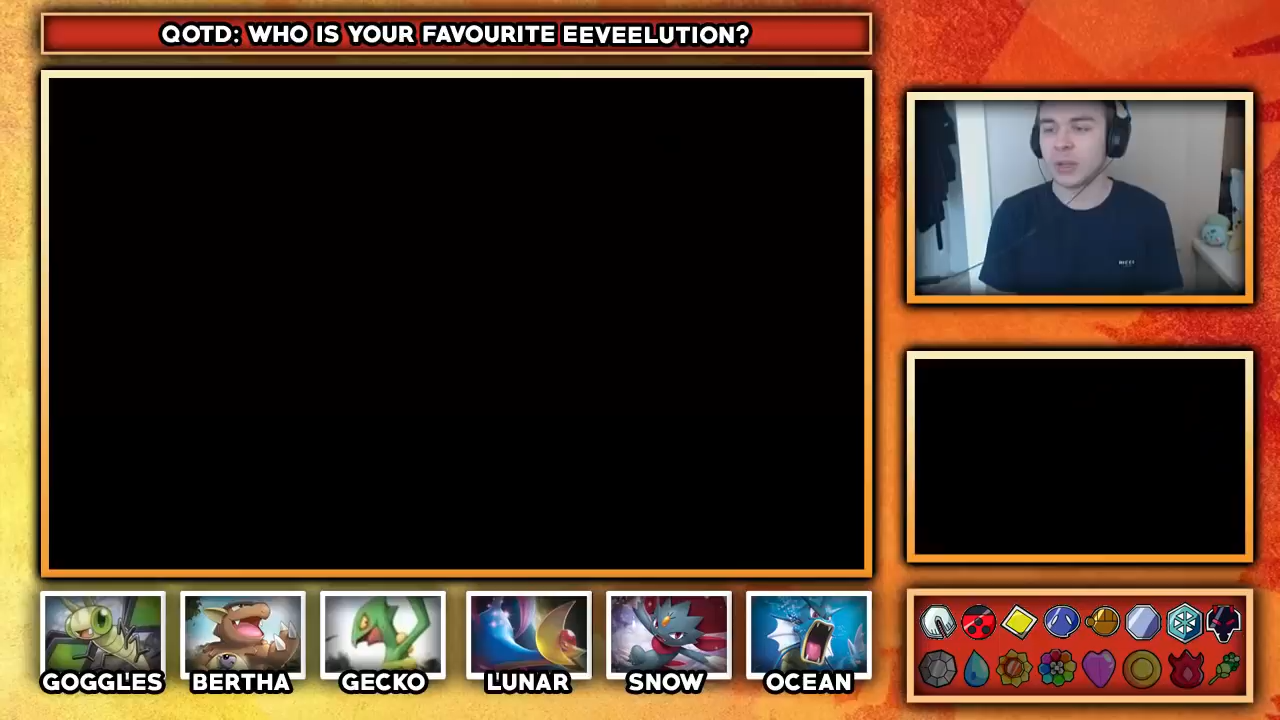 QOTD: WHO IS YOUR FAVOURITE EEVEELUTION?
GOGGLES
BERTHA
GECKO
LUNAR
SNOW
OCEAN